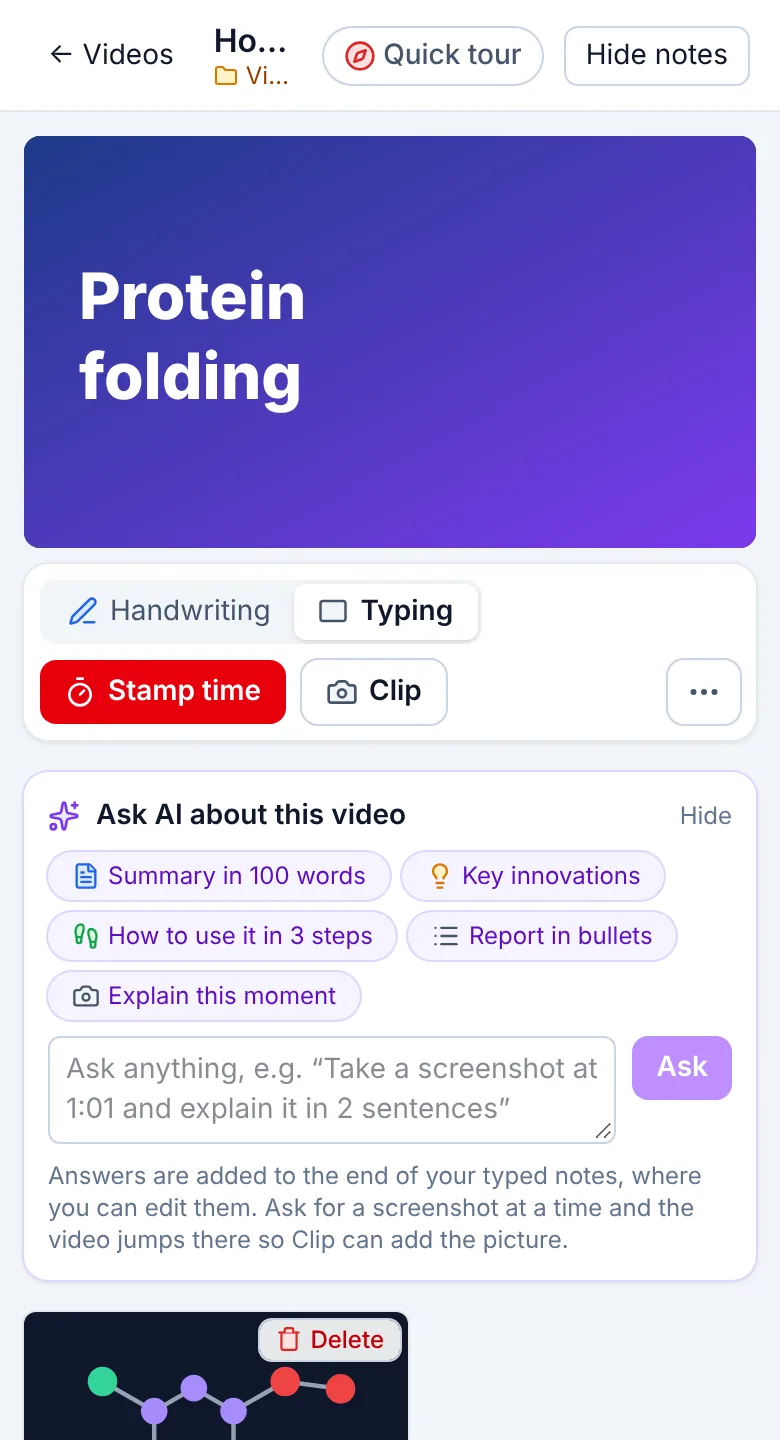 ← Videos
Ho...
Vi...
Quick tour
Hide notes
Protein
folding
Handwriting
Typing
Stamp time
Clip
Ask AI about this video
Hide
Summary in 100 words
Key innovations
How to use it in 3 steps
Report in bullets
Explain this moment
Ask anything, e.g. “Take a screenshot at
1:01 and explain it in 2 sentences”
Ask
Answers are added to the end of your typed notes, where
you can edit them. Ask for a screenshot at a time and the
video jumps there so Clip can add the picture.
Delete